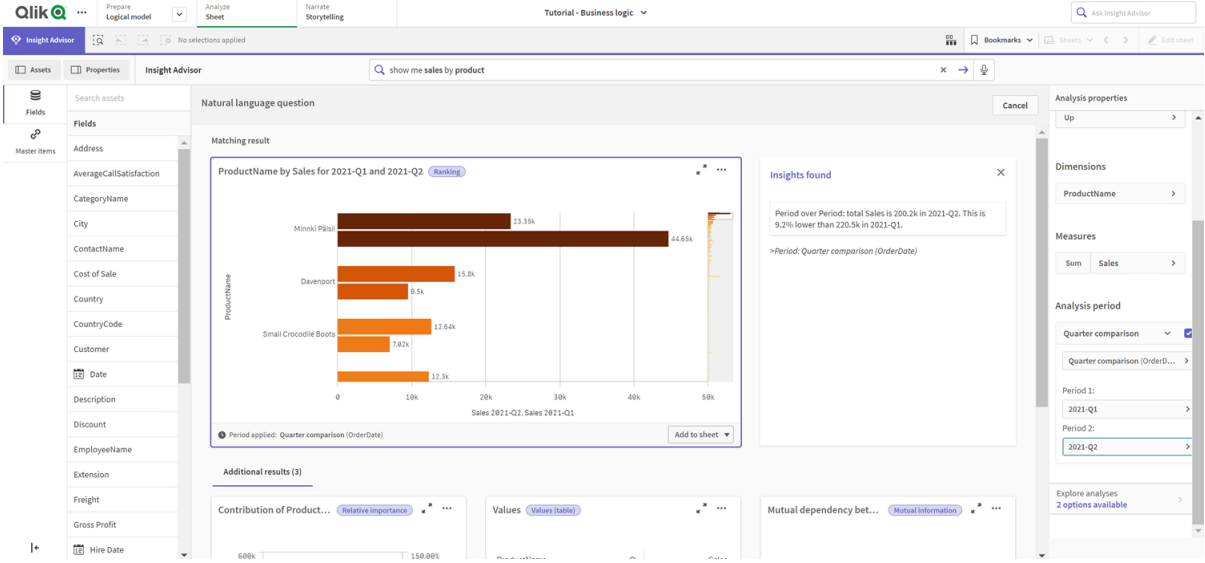 Qlik
Prepare
Logical model
Analyze
Sheet
Narrate
Storytelling
Tutorial - Business logic
Ask Insight Advisor
Insight Advisor
No selections applied
Bookmarks
Sheets
Edit sheet
Assets
Properties
Insight Advisor
show me sales by product
Fields
Master items
Search assets
Fields
Address
AverageCallSatisfaction
CategoryName
City
ContactName
Cost of Sale
Country
CountryCode
Customer
Date
Description
Discount
EmployeeName
Extension
Freight
Gross Profit
Hire Date
Natural language question
Cancel
Matching result
ProductName by Sales for 2021-Q1 and 2021-Q2 Ranking
ProductName
Minnki Pälsii
23.35k
44.65k
Davenport
15.8k
9.5k
Small Crocodile Boots
12.64k
7.02k
12.3k
0 10k 20k 30k 40k 50k
Sales 2021-Q2, Sales 2021-Q1
Period applied: Quarter comparison (OrderDate)
Add to sheet
Insights found
Period over Period: total Sales is 200.2k in 2021-Q2. This is
9.2% lower than 220.5k in 2021-Q1.
>Period: Quarter comparison (OrderDate)
Additional results (3)
Contribution of Product... Relative importance
600k
150.00%
Values Values (table)
ProductName
Sales
Mutual dependency bet... Mutual information
Analysis properties
Up
Dimensions
ProductName
Measures
Sum Sales
Analysis period
Quarter comparison
Quarter comparison (OrderD...
Period 1:
2021-Q1
Period 2:
2021-Q2
Explore analyses
2 options available